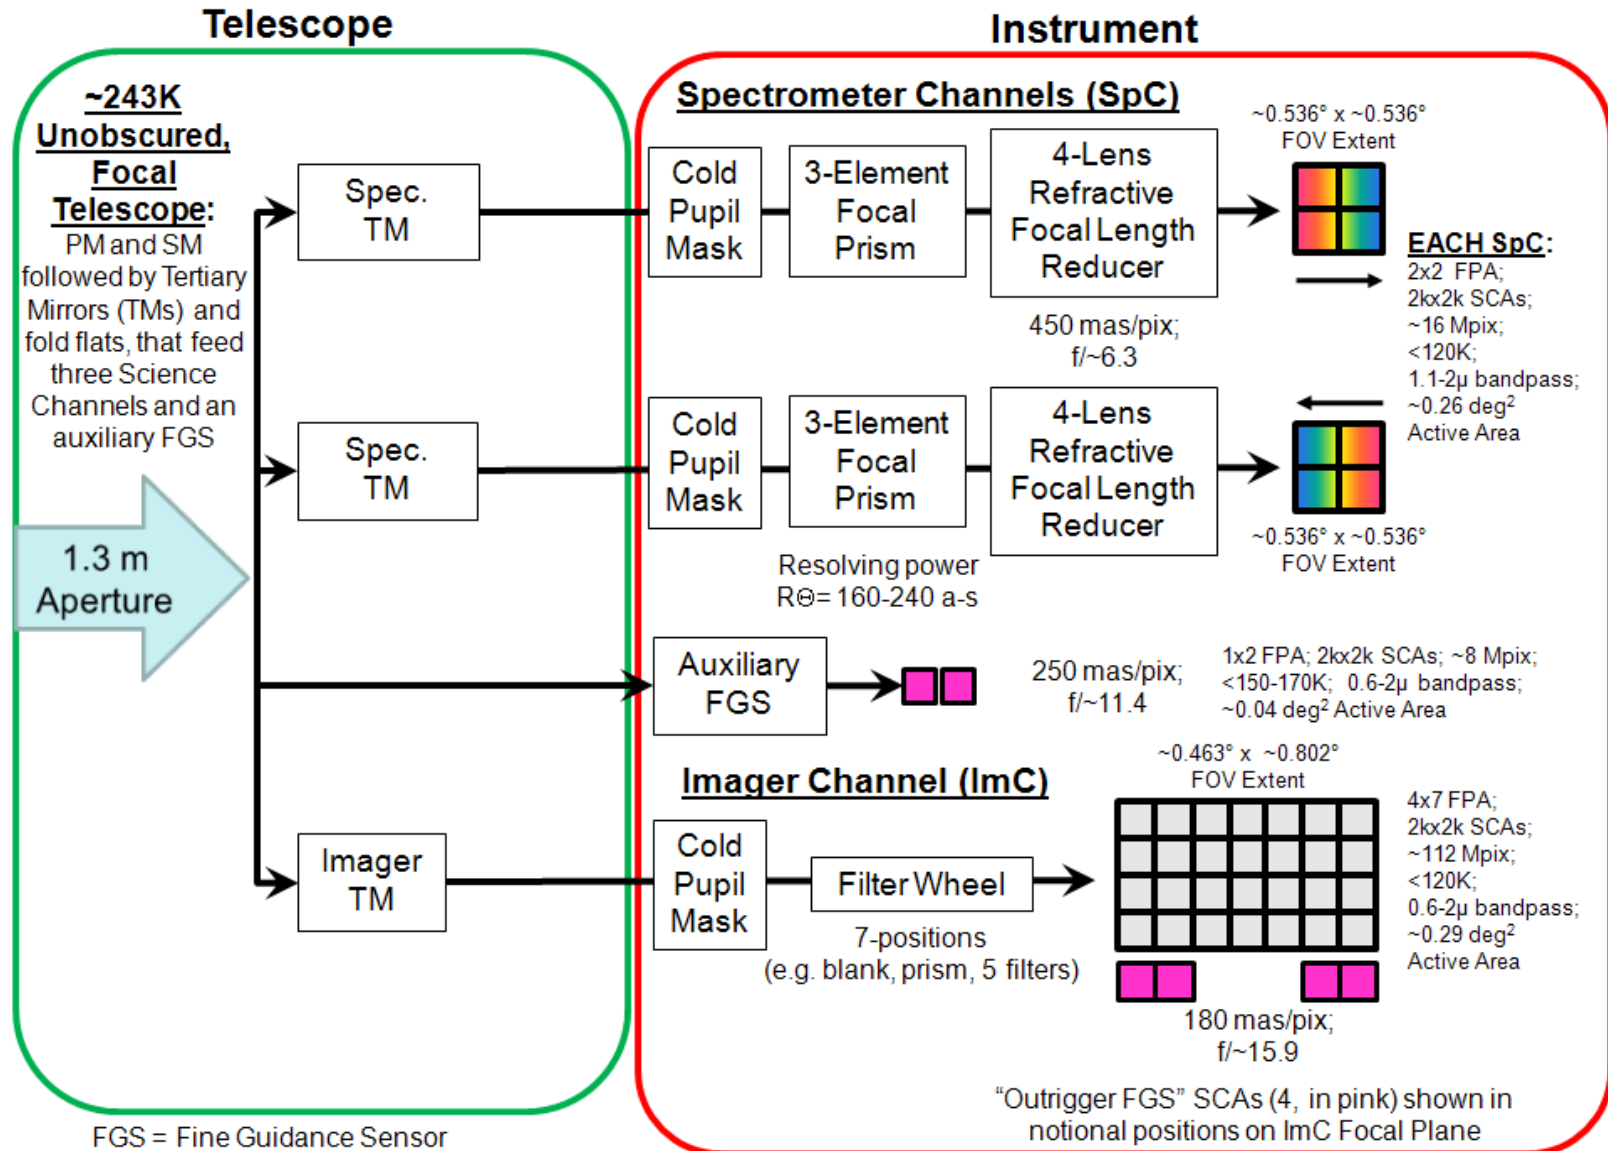 Telescope
Instrument
~243K
Unobscured,
Focal
Telescope:
PM and SM
followed by Tertiary
Mirrors (TMs) and
fold flats, that feed
three Science
Channels and an
auxiliary FGS
1.3 m
Aperture
Spec.
TM
Spec.
TM
Imager
TM
Spectrometer Channels (SpC)
Cold
Pupil
Mask
3-Element
Focal
Prism
4-Lens
Refractive
Focal Length
Reducer
450 mas/pix;
f/~6.3
~0.536° x ~0.536°
FOV Extent
EACH SpC:
2x2 FPA;
2kx2k SCAs;
~16 Mpix;
<120K;
1.1-2µ bandpass;
~0.26 deg²
Active Area
Cold
Pupil
Mask
3-Element
Focal
Prism
4-Lens
Refractive
Focal Length
Reducer
~0.536° x ~0.536°
FOV Extent
Resolving power
RΘ= 160-240 a-s
Auxiliary
FGS
250 mas/pix;
f/~11.4
1x2 FPA; 2kx2k SCAs; ~8 Mpix;
<150-170K; 0.6-2µ bandpass;
~0.04 deg² Active Area
Imager Channel (ImC)
~0.463° x ~0.802°
FOV Extent
Cold
Pupil
Mask
Filter Wheel
7-positions
(e.g. blank, prism, 5 filters)
4x7 FPA;
2kx2k SCAs;
~112 Mpix;
<120K;
0.6-2µ bandpass;
~0.29 deg²
Active Area
180 mas/pix;
f/~15.9
“Outrigger FGS” SCAs (4, in pink) shown in
notional positions on ImC Focal Plane
FGS = Fine Guidance Sensor